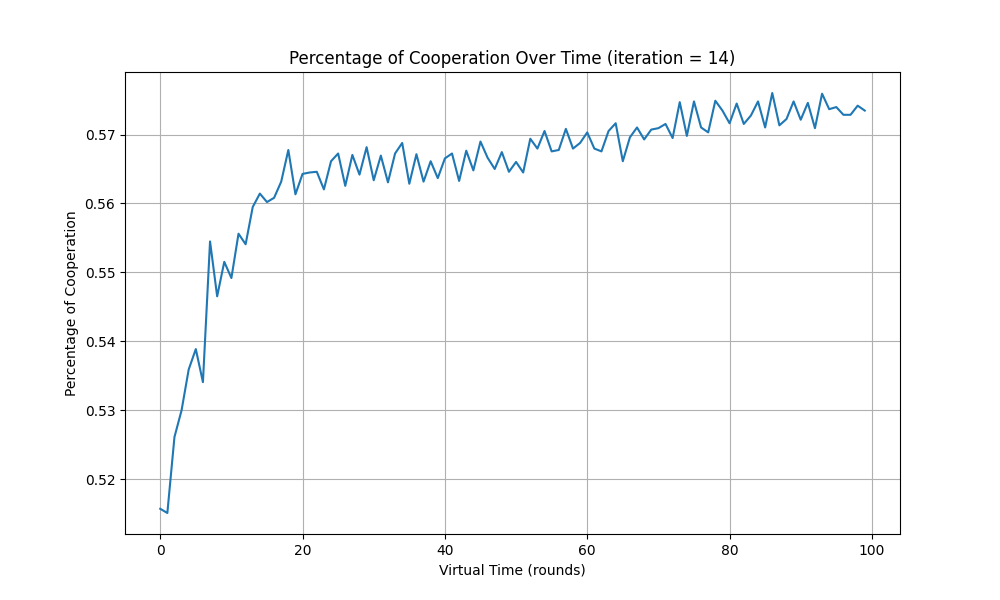 Percentage of Cooperation Over Time (iteration = 14)
Percentage of Cooperation
0.57
0.56
0.55
0.54
0.53
0.52
0 20 40 60 80 100
Virtual Time (rounds)